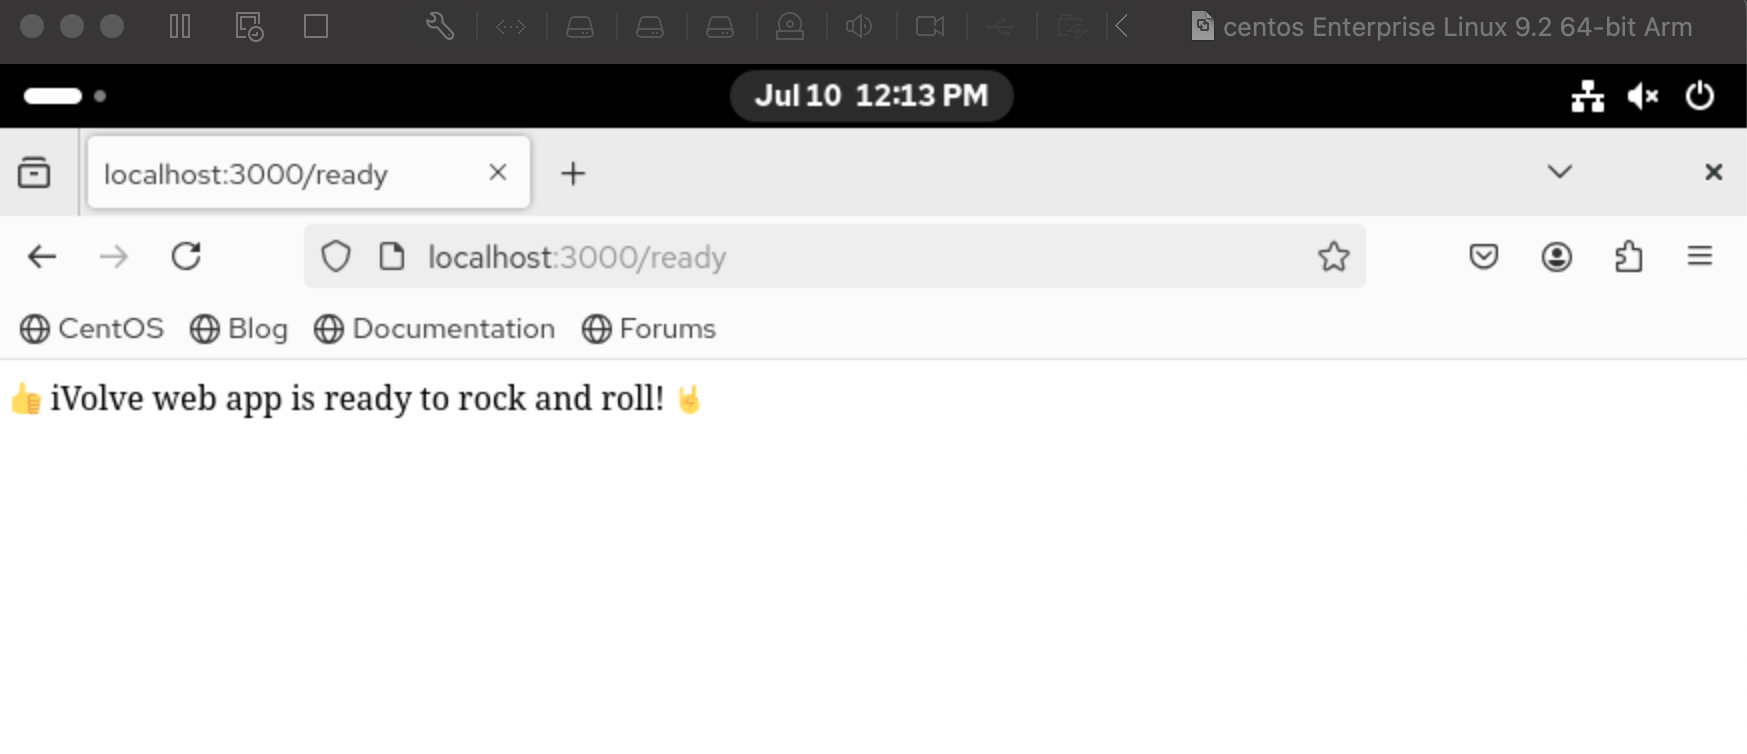 centos Enterprise Linux 9.2 64-bit Arm
Jul 10 12:13 PM
localhost:3000/ready
localhost:3000/ready
CentOS Blog Documentation Forums
👍 iVolve web app is ready to rock and roll! 🤘